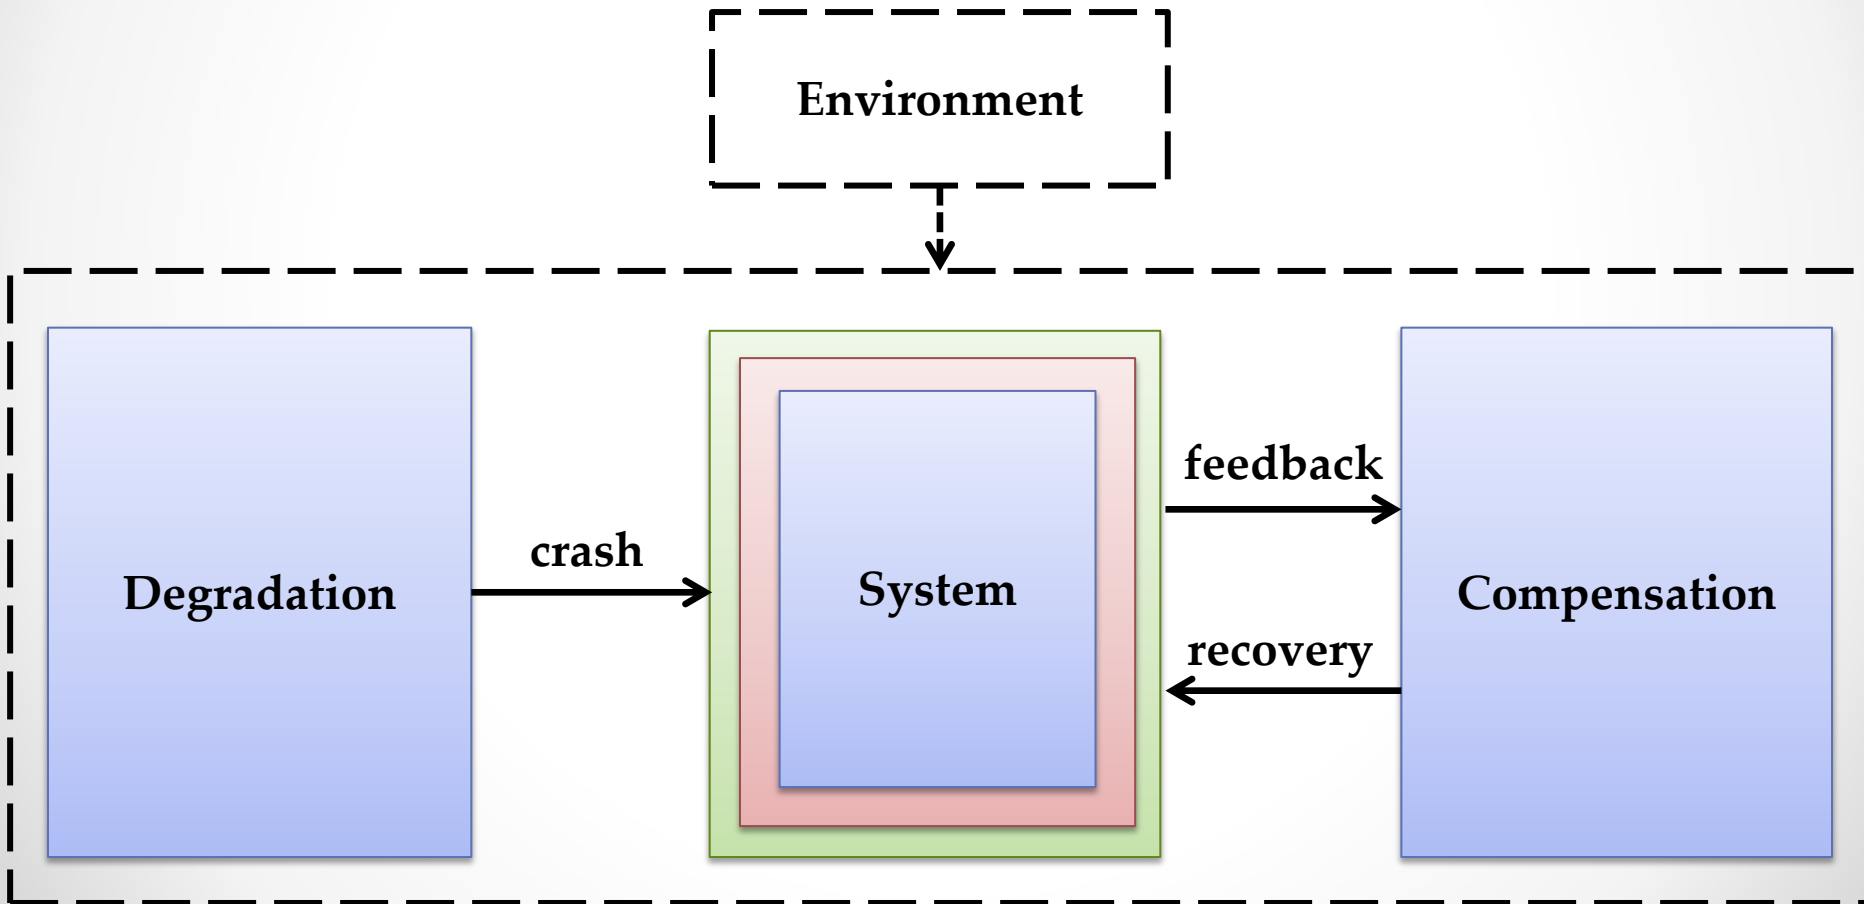 Environment
Degradation
crash
System
feedback
recovery
Compensation